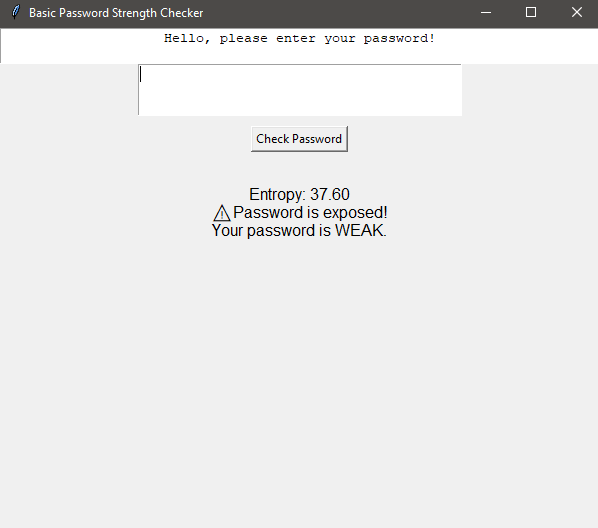 Basic Password Strength Checker
Hello, please enter your password!
Check Password
Entropy: 37.60
⚠ Password is exposed!
Your password is WEAK.